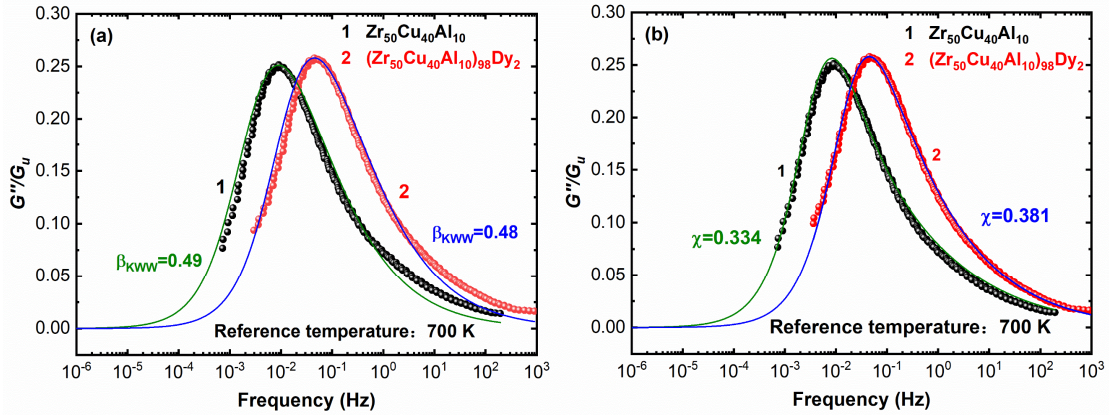 (a)
1 Zr₅₀Cu₄₀Al₁₀
2 (Zr₅₀Cu₄₀Al₁₀)₉₈Dy₂
0.30
0.25
0.20
0.15
0.10
0.05
0.00
G''/Gᵤ
1
2
β_KWW=0.49
β_KWW=0.48
Reference temperature: 700 K
10⁻⁶ 10⁻⁵ 10⁻⁴ 10⁻³ 10⁻² 10⁻¹ 10⁰ 10¹ 10² 10³
Frequency (Hz)
(b)
1 Zr₅₀Cu₄₀Al₁₀
2 (Zr₅₀Cu₄₀Al₁₀)₉₈Dy₂
0.30
0.25
0.20
0.15
0.10
0.05
0.00
G''/Gᵤ
1
2
χ=0.334
χ=0.381
Reference temperature: 700 K
10⁻⁶ 10⁻⁵ 10⁻⁴ 10⁻³ 10⁻² 10⁻¹ 10⁰ 10¹ 10² 10³
Frequency (Hz)